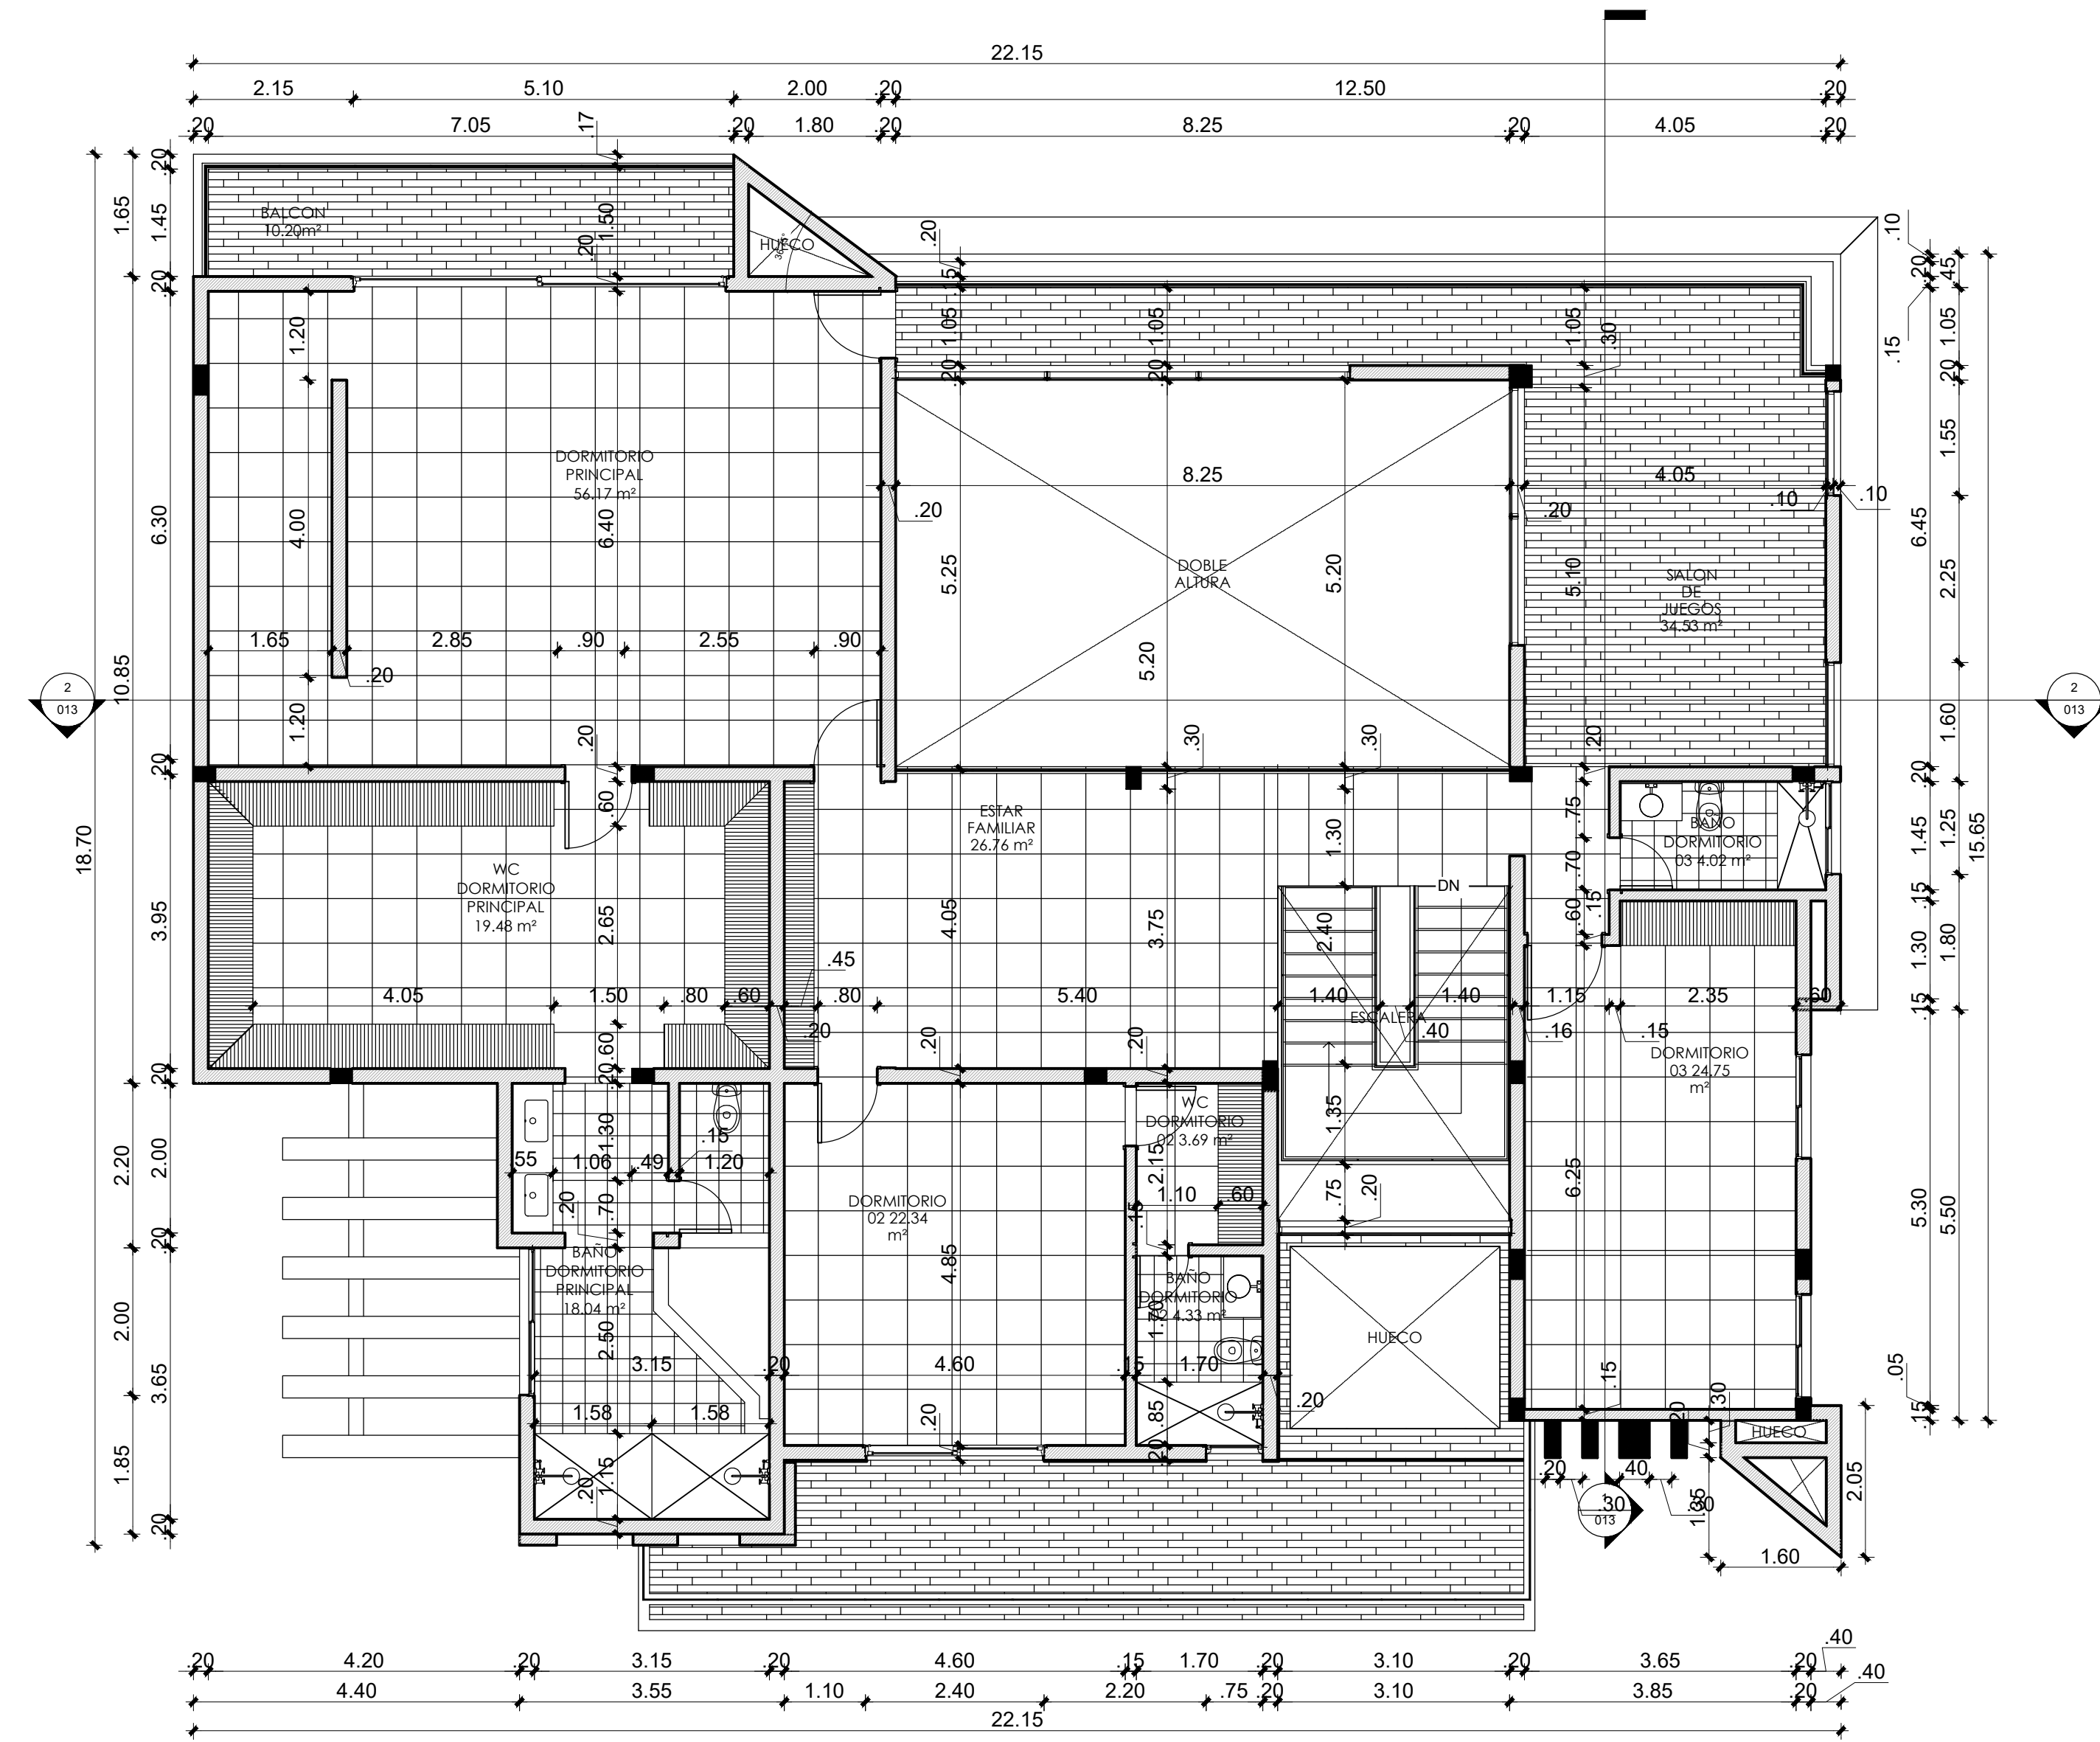 22.15
2.15 5.10 2.00 .20 12.50 .20
.20 7.05 .17 .20 1.80 .20 8.25 .20 4.05 .20
BALCON
10.20m²
HUECO
1.50
.20
.20
.15
1.05
1.05
1.05
.30
.20
.20
.10
.20
.45
.15
1.05
.20
1.55
2.25
1.60
6.45
.20
1.65
1.45
.20
.20
6.30
10.85
18.70
.20
3.95
.20
2.20
2.00
.20
2.00
3.65
1.85
.20
1.20
4.00
1.20
DORMITORIO
PRINCIPAL
56.17 m²
6.40
1.65 2.85 .90 2.55 .90
.20
8.25
.20
5.25
5.20
5.20
DOBLE
ALTURA
4.05
.20
.10
.10
5.10
SALON
DE
JUEGOS
34.53 m²
2
013
2
013
.20
.60
.30
.30
.20
WC
DORMITORIO
PRINCIPAL
19.48 m²
2.65
ESTAR
FAMILIAR
26.76 m²
1.30
4.05
3.75
.75
.70
.60
.15
BAÑO
DORMITORIO
03 4.02 m²
.20
1.45
1.25
15.65
.15
1.30
1.80
.15
DN
2.40
.45
4.05 1.50 .80 .60 .80 5.40 1.40 1.40 1.15 2.35 .60
.20
ESCALERA
.40
.16
.15
DORMITORIO
03 24.75
m²
.60
.20
.20
.20
1.30
.15
.55 1.06 .49 1.20
.20
.70
WC
DORMITORIO
02 3.69 m²
2.15
1.10 .60
.15
1.35
.75
.20
6.25
5.30
5.50
DORMITORIO
02 22.34
m²
4.85
BAÑO
DORMITORIO
PRINCIPAL
18.04 m²
2.50
BAÑO
DORMITORIO
02 4.33 m²
1.70
HUECO
3.15 .20 4.60 .15 1.70
.20
1.58 1.58
.20
.85
.20
.20
1.15
.15
.30
.20
HUECO
.05
.15
.20 .40
.30
.30
1.35
2.05
1.60
013
.20 4.20 .20 3.15 .20 4.60 .15 1.70 .20 3.10 .20 3.65 .20 .40
4.40 3.55 1.10 2.40 2.20 .75 .20 3.10 3.85 .20 .40
22.15